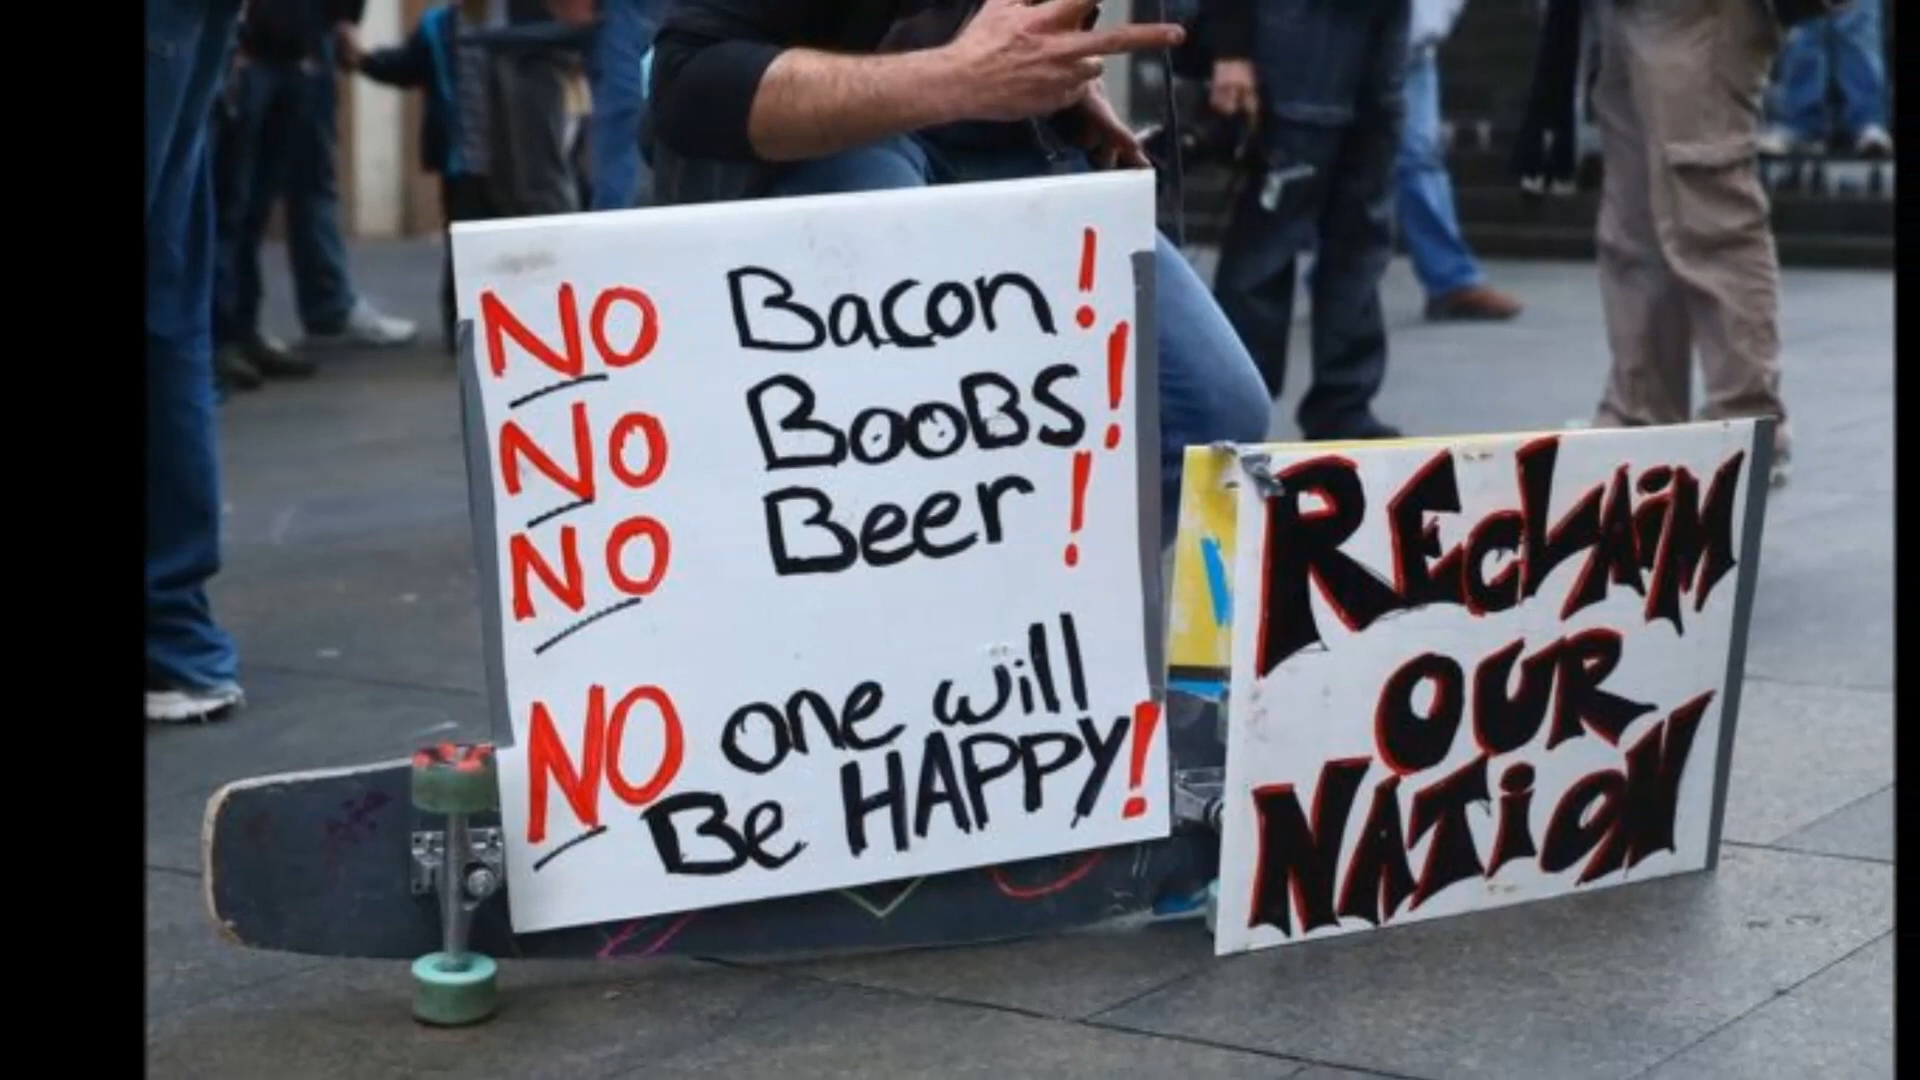 NO Bacon!
NO BooBS!
NO Beer!
NO one will
Be HAPPY!
RECLAiM
OUR
NATiON